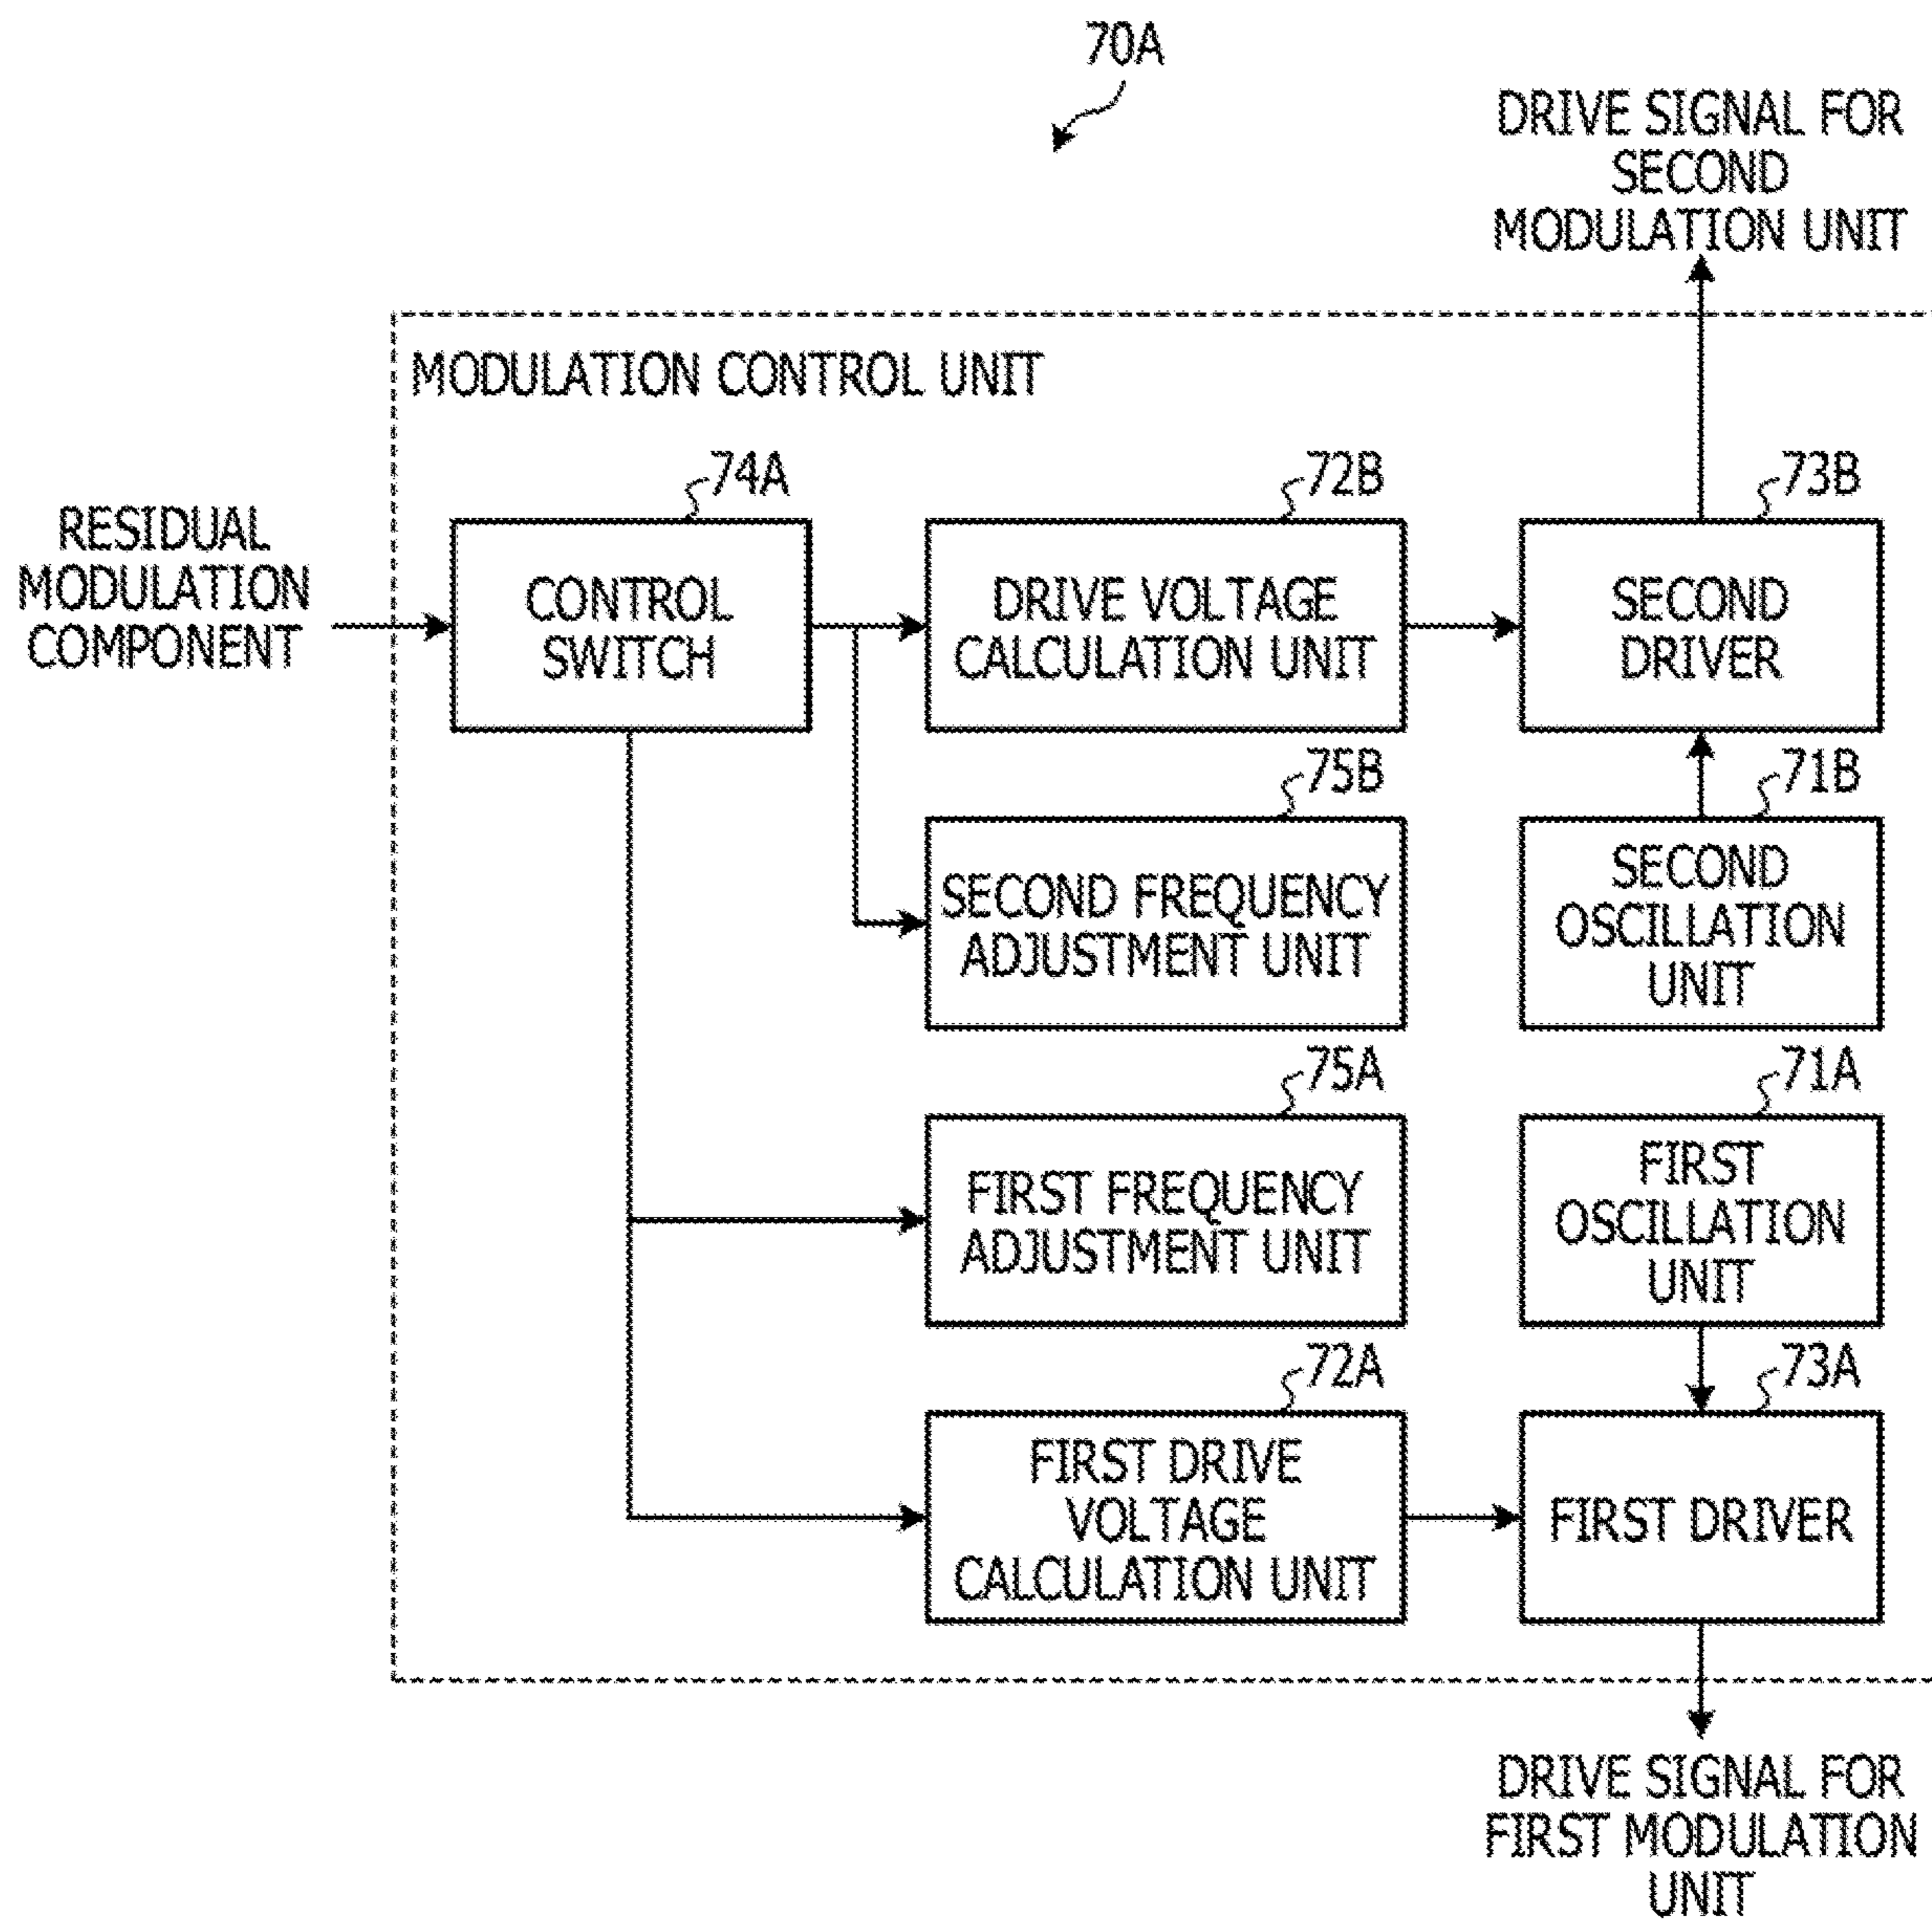 70A
DRIVE SIGNAL FOR
SECOND
MODULATION UNIT
MODULATION CONTROL UNIT
RESIDUAL
MODULATION
COMPONENT
74A
CONTROL
SWITCH
72B
DRIVE VOLTAGE
CALCULATION UNIT
73B
SECOND
DRIVER
75B
SECOND FREQUENCY
ADJUSTMENT UNIT
71B
SECOND
OSCILLATION
UNIT
75A
FIRST FREQUENCY
ADJUSTMENT UNIT
71A
FIRST
OSCILLATION
UNIT
72A
FIRST DRIVE
VOLTAGE
CALCULATION UNIT
73A
FIRST DRIVER
DRIVE SIGNAL FOR
FIRST MODULATION
UNIT